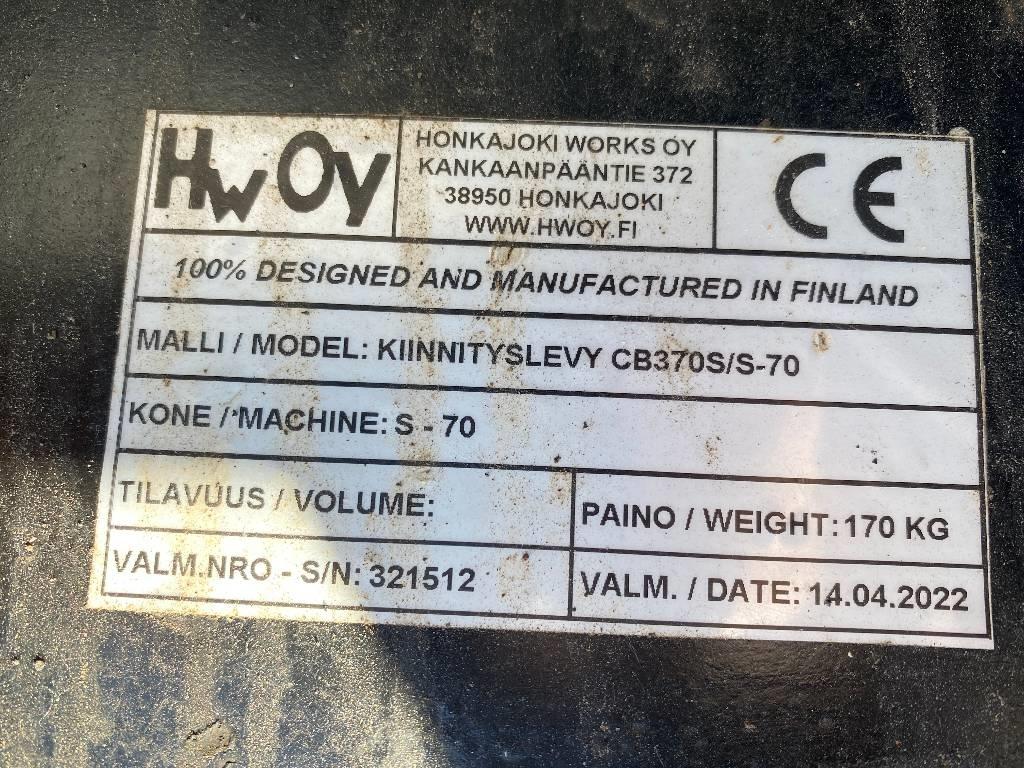 HwOy
HONKAJOKI WORKS OY
KANKAANPÄÄNTIE 372
38950 HONKAJOKI
WWW.HWOY.FI
CE
100% DESIGNED AND MANUFACTURED IN FINLAND
MALLI / MODEL: KIINNITYSLEVY CB370S/S-70
KONE / MACHINE: S - 70
TILAVUUS / VOLUME:
PAINO / WEIGHT: 170 KG
VALM.NRO - S/N: 321512
VALM. / DATE: 14.04.2022